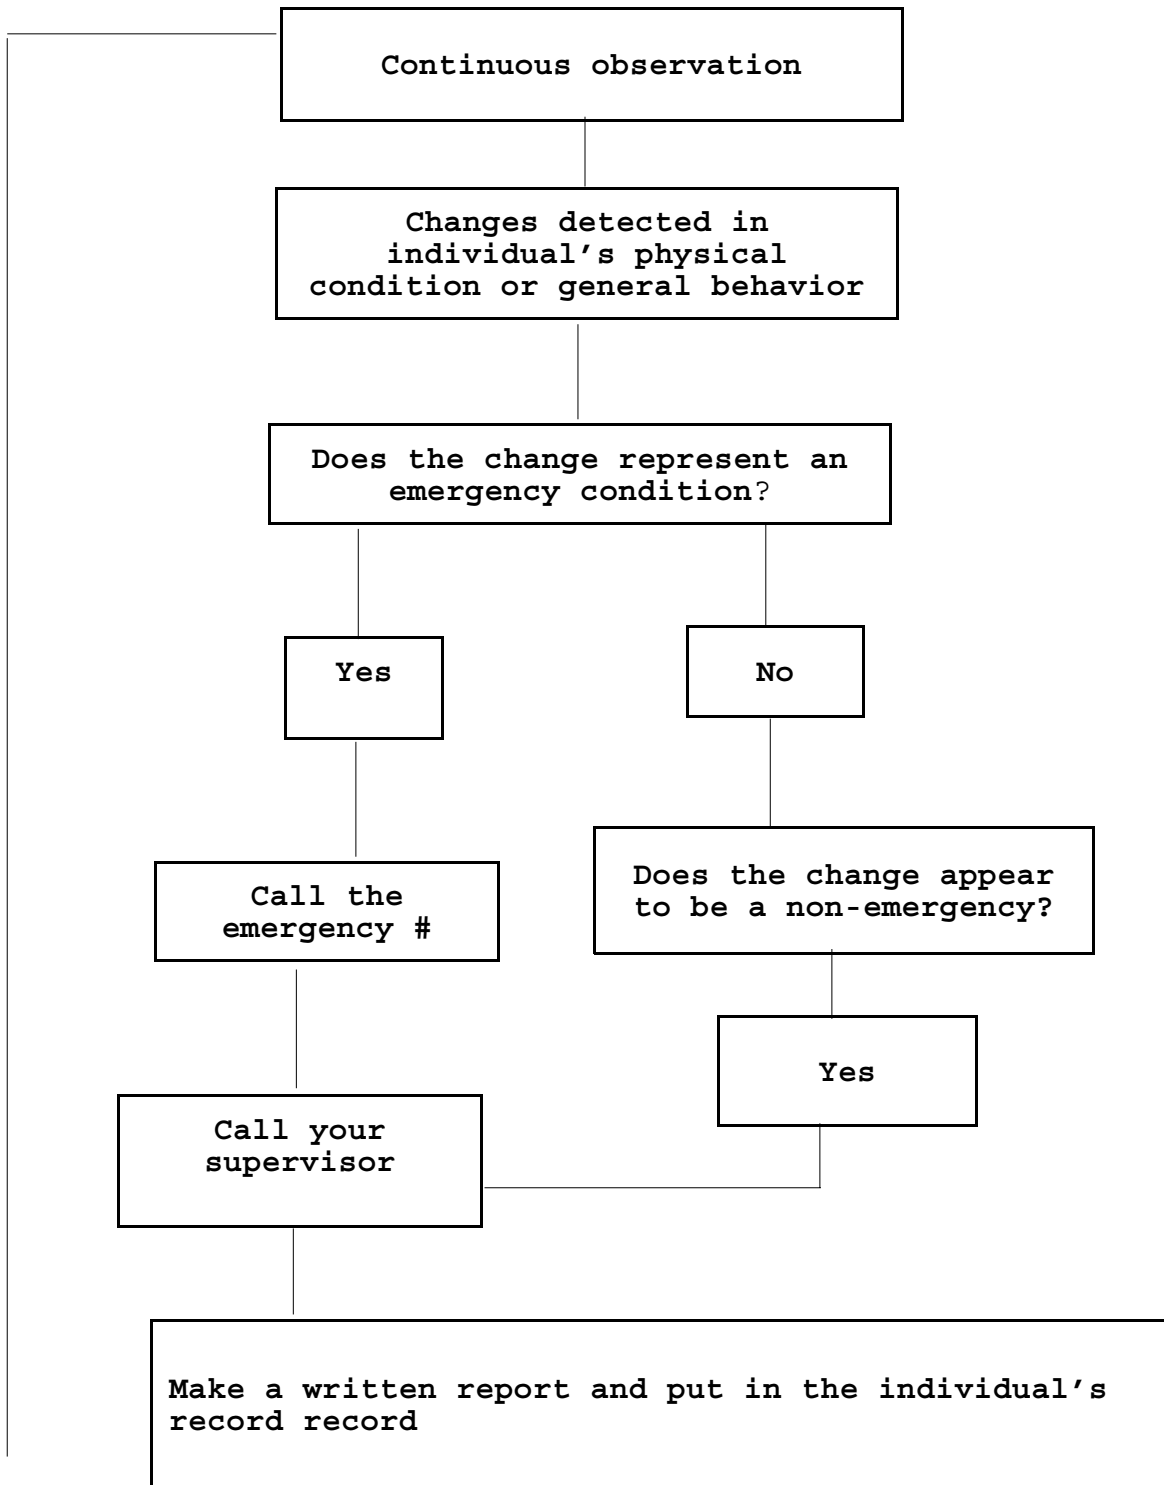 Continuous observation
Changes detected in
individual’s physical
condition or general behavior
Does the change represent an
emergency condition?
Yes
No
Call the
emergency #
Does the change appear
to be a non-emergency?
Yes
Call your
supervisor
Make a written report and put in the individual’s
record record